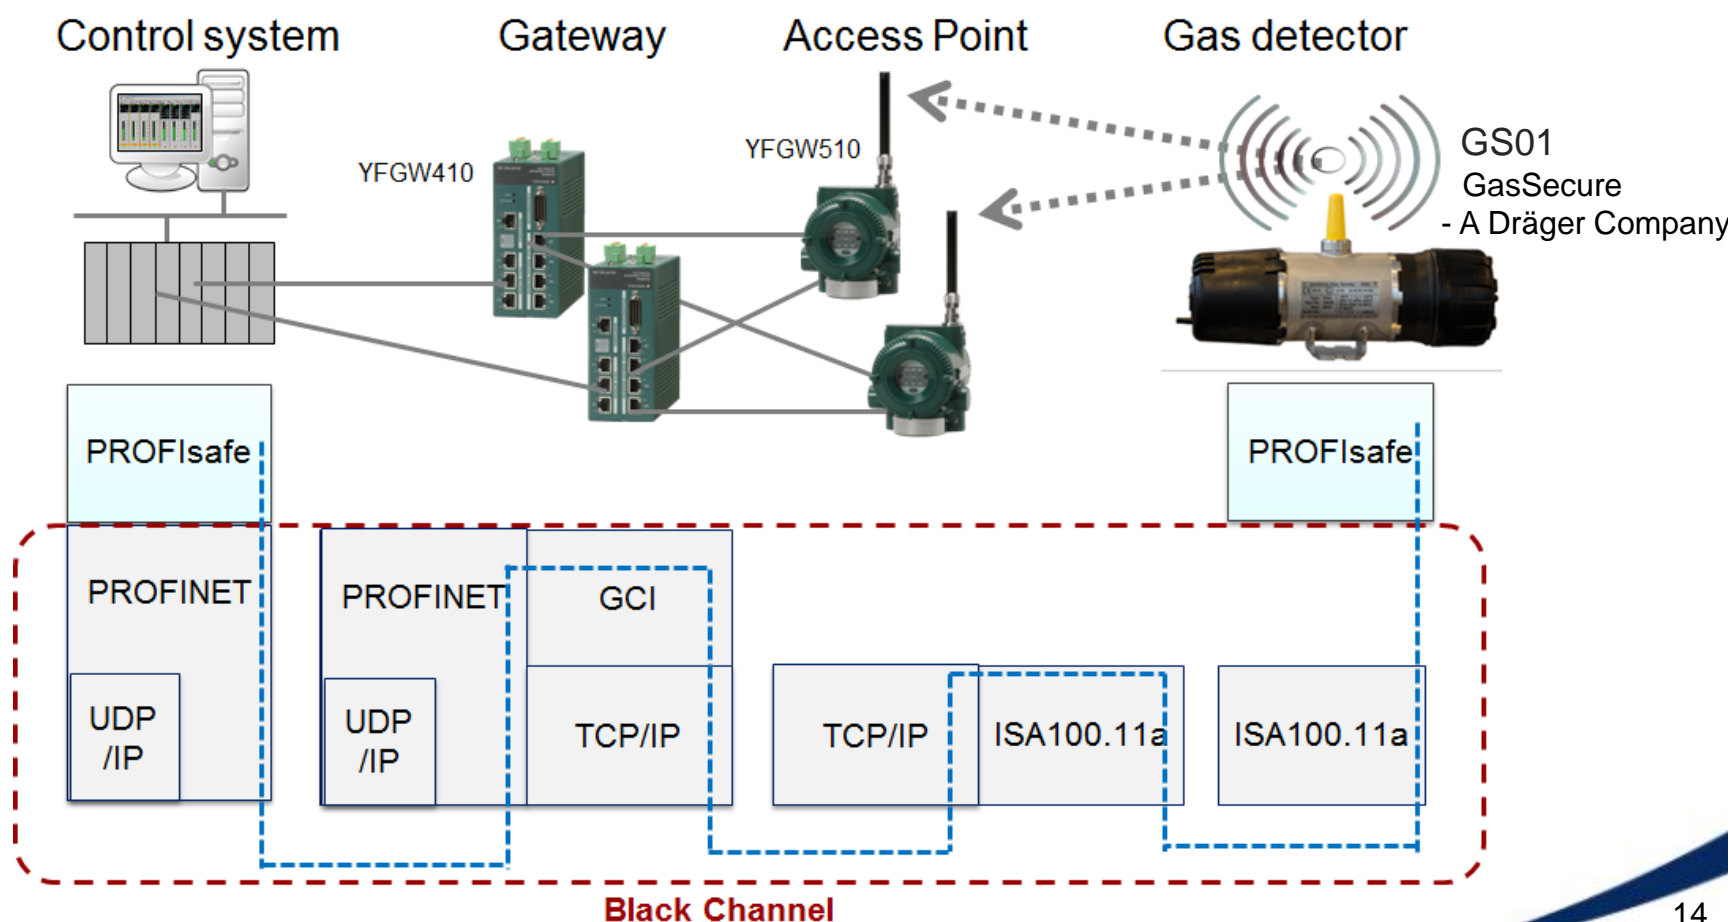 Control system
Gateway
Access Point
Gas detector
YFGW410
YFGW510
GS01
GasSecure
- A Dräger Company
PROFIsafe
PROFIsafe
PROFINET
UDP
/IP
PROFINET
UDP
/IP
GCI
TCP/IP
TCP/IP
ISA100.11a
ISA100.11a
Black Channel
14